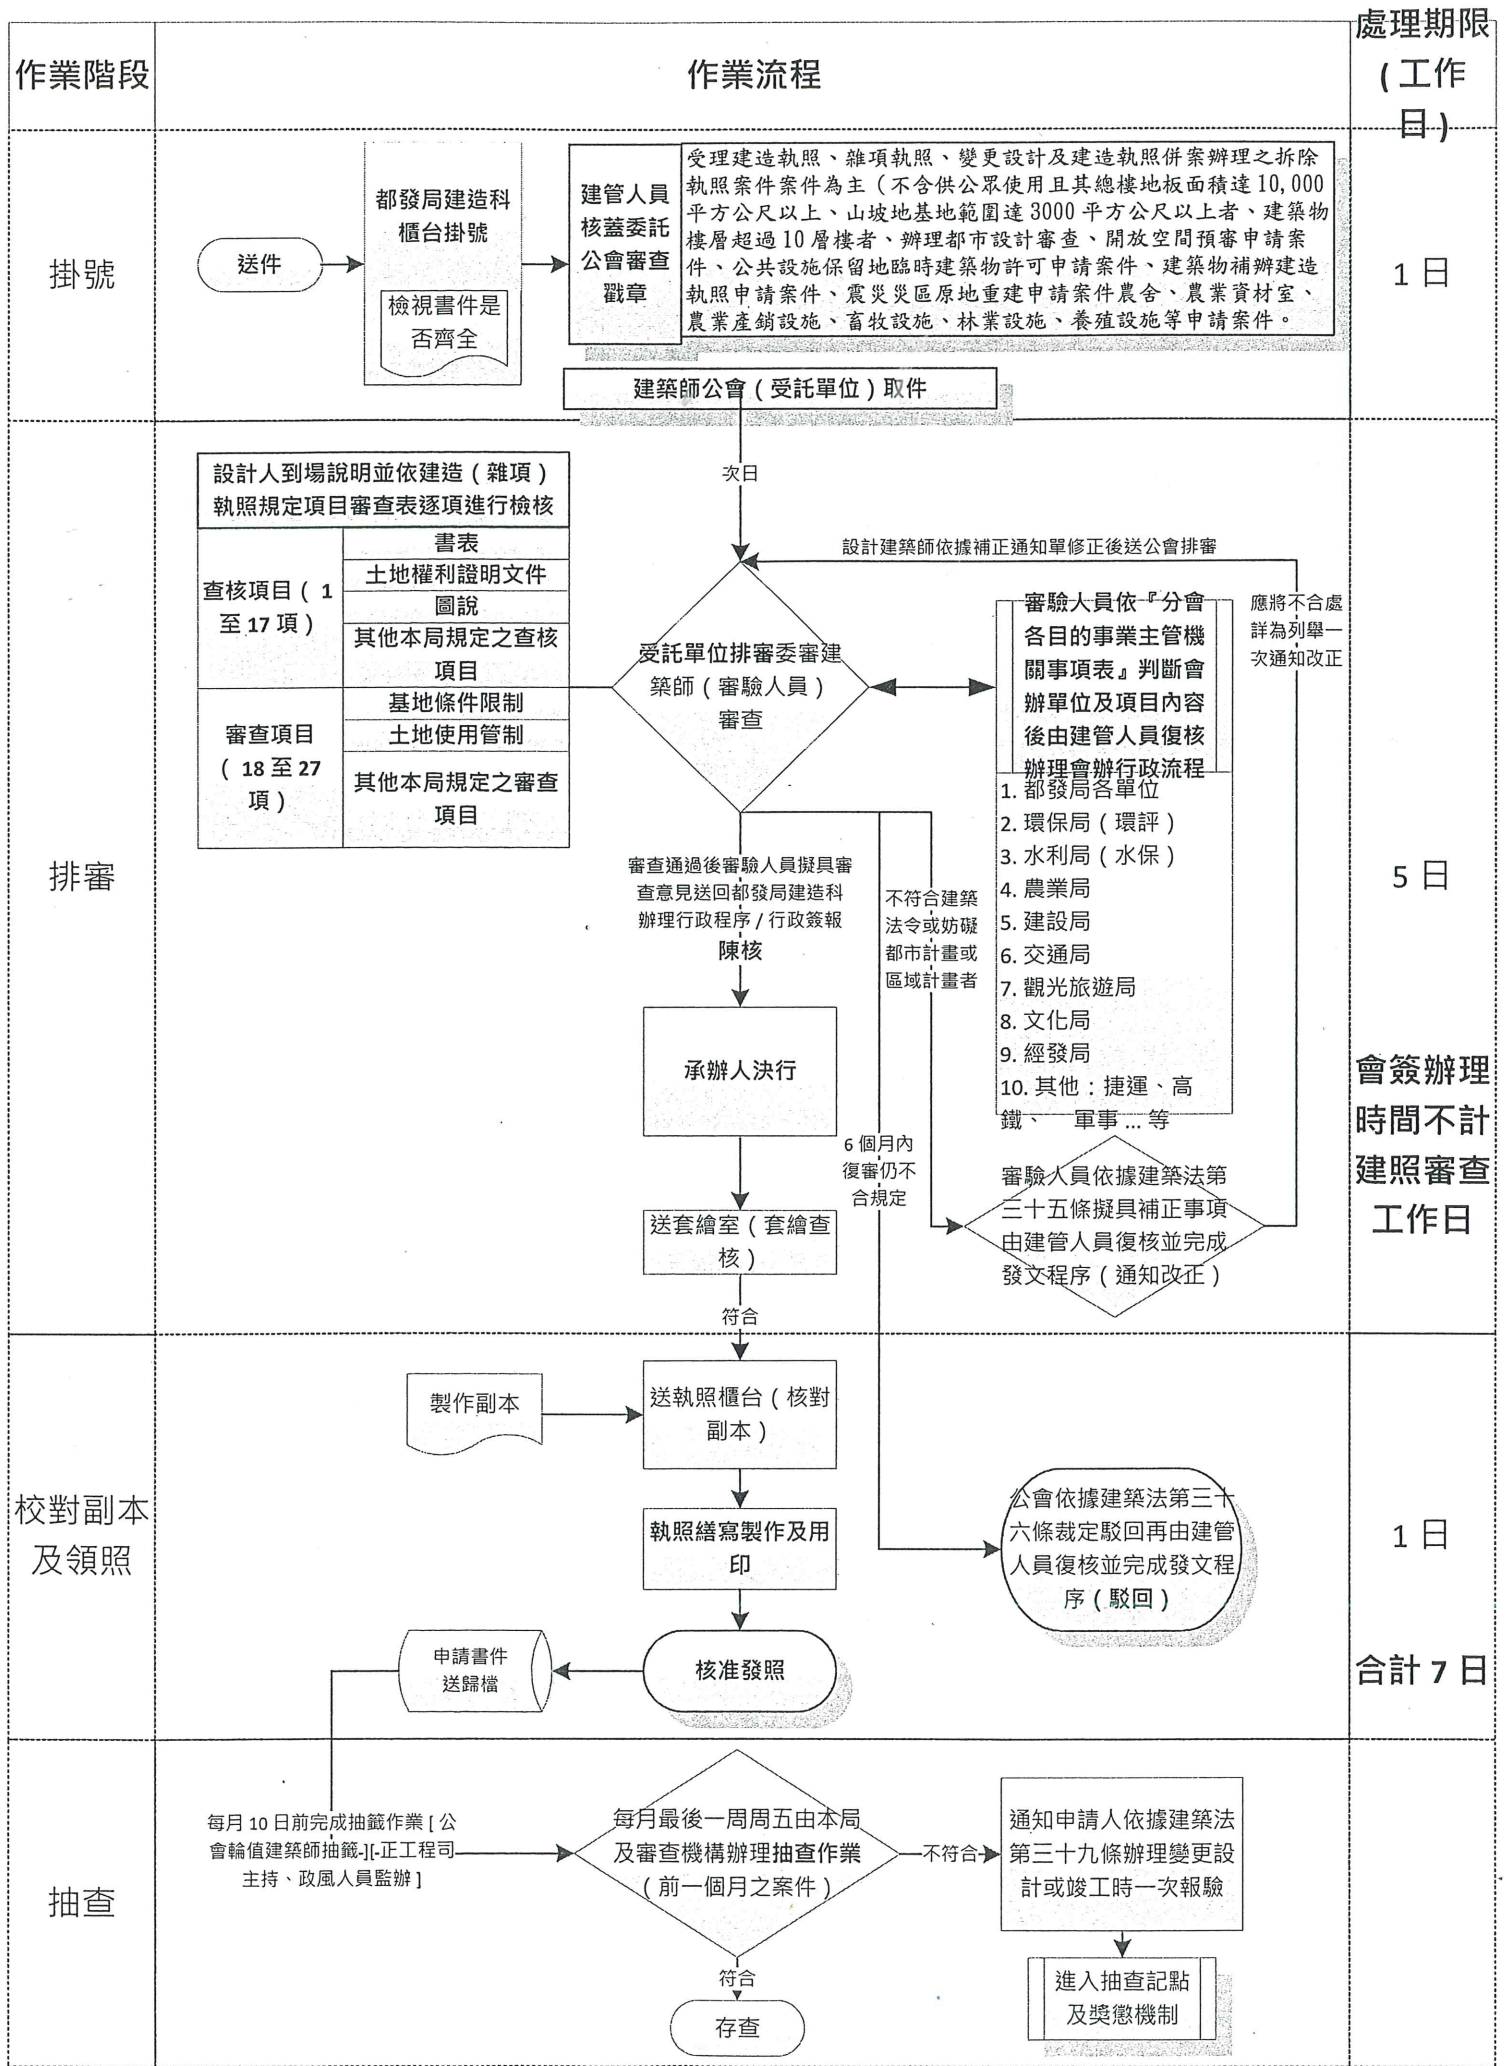 作業階段
作業流程
處理期限
(工作
日)
掛號
送件
都發局建造科
櫃台掛號
檢視書件是
否齊全
建管人員
核蓋委託
公會審查
戳章
受理建造執照、雜項執照、變更設計及建造執照併案辦理之拆除
執照案件案件為主（不含供公眾使用且其總樓地板面積達 10,000
平方公尺以上、山坡地基地範圍達 3000 平方公尺以上者、建築物
樓層超過 10 層樓者、辦理都市設計審查、開放空間預審申請案
件、公共設施保留地臨時建築物許可申請案件、建築物補辦建造
執照申請案件、震災災區原地重建申請案件農舍、農業資材室、
農業產銷設施、畜牧設施、林業設施、養殖設施等申請案件。
1 日
建築師公會（受託單位）取件
次日
排審
設計人到場說明並依建造（雜項）
執照規定項目審查表逐項進行檢核
查核項目（ 1
至 17 項）
書表
土地權利證明文件
圖說
其他本局規定之查核
項目
審查項目
（ 18 至 27
項）
基地條件限制
土地使用管制
其他本局規定之審查
項目
設計建築師依據補正通知單修正後送公會排審
受託單位排審委審建
築師（審驗人員）
審查
審驗人員依『分會
各目的事業主管機
關事項表』判斷會
辦單位及項目內容
後由建管人員復核
辦理會辦行政流程
1. 都發局各單位
2. 環保局（環評）
3. 水利局（水保）
4. 農業局
5. 建設局
6. 交通局
7. 觀光旅遊局
8. 文化局
9. 經發局
10. 其他：捷運、高
鐵、 軍事 ... 等
應將不合處
詳為列舉一
次通知改正
5 日
會簽辦理
時間不計
建照審查
工作日
審查通過後審驗人員擬具審
查意見送回都發局建造科
辦理行政程序 / 行政簽報
陳核
不符合建築
法令或妨礙
都市計畫或
區域計畫者
承辦人決行
6 個月內
復審仍不
合規定
審驗人員依據建築法第
三十五條擬具補正事項
由建管人員復核並完成
發文程序（通知改正）
送套繪室（套繪查
核）
符合
校對副本
及領照
製作副本
送執照櫃台（核對
副本）
執照繕寫製作及用
印
公會依據建築法第三十
六條裁定駁回再由建管
人員復核並完成發文程
序（駁回）
1 日
申請書件
送歸檔
核准發照
合計 7 日
抽查
每月 10 日前完成抽籤作業 [ 公
會輪值建築師抽籤-][-正工程司
主持、政風人員監辦 ]
每月最後一周周五由本局
及審查機構辦理抽查作業
（前一個月之案件）
不符合
通知申請人依據建築法
第三十九條辦理變更設
計或竣工時一次報驗
符合
存查
進入抽查記點
及獎懲機制